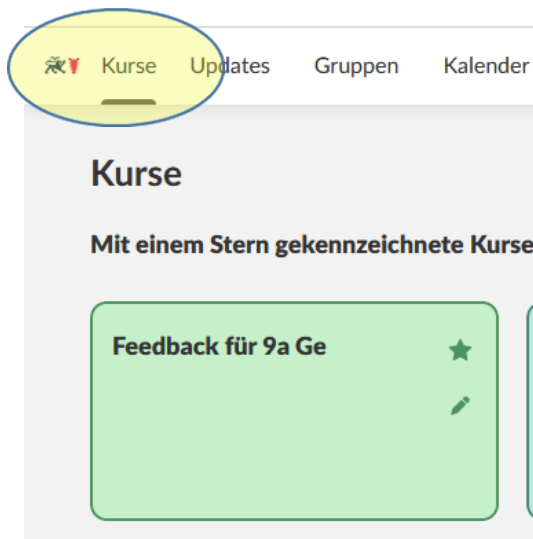 Kurse Updates Gruppen Kalender
Kurse
Mit einem Stern gekennzeichnete Kurse
Feedback für 9a Ge